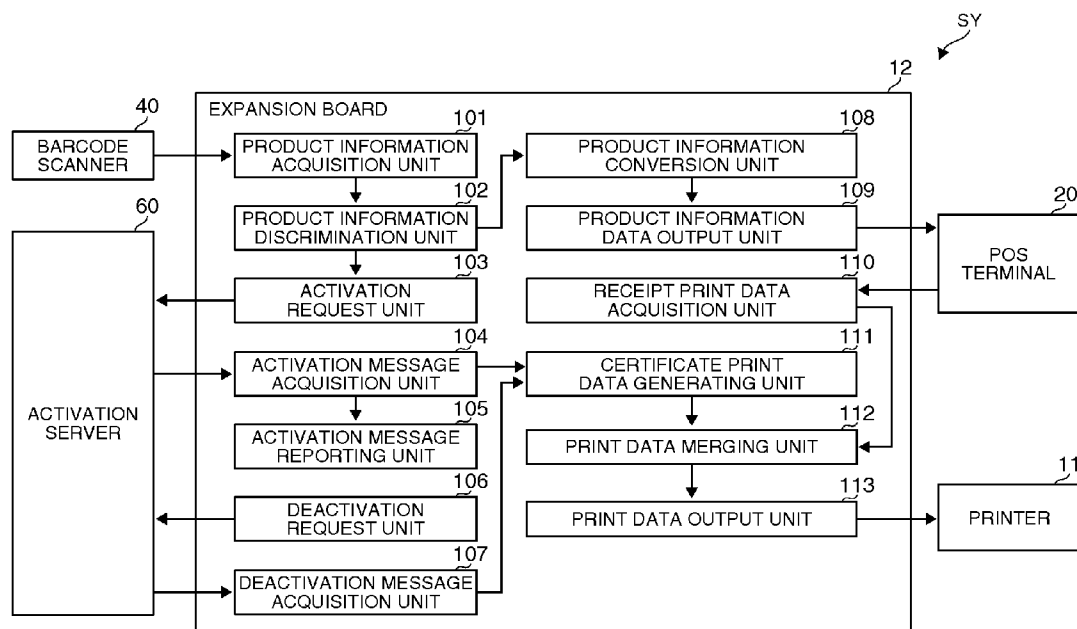 SY
12
EXPANSION BOARD
40
BARCODE
SCANNER
101
PRODUCT INFORMATION
ACQUISITION UNIT
108
PRODUCT INFORMATION
CONVERSION UNIT
60
ACTIVATION
SERVER
102
PRODUCT INFORMATION
DISCRIMINATION UNIT
109
PRODUCT INFORMATION
DATA OUTPUT UNIT
20
POS
TERMINAL
103
ACTIVATION
REQUEST UNIT
110
RECEIPT PRINT DATA
ACQUISITION UNIT
104
ACTIVATION MESSAGE
ACQUISITION UNIT
111
CERTIFICATE PRINT
DATA GENERATING UNIT
105
ACTIVATION MESSAGE
REPORTING UNIT
112
PRINT DATA MERGING UNIT
106
DEACTIVATION
REQUEST UNIT
113
PRINT DATA OUTPUT UNIT
11
PRINTER
107
DEACTIVATION MESSAGE
ACQUISITION UNIT